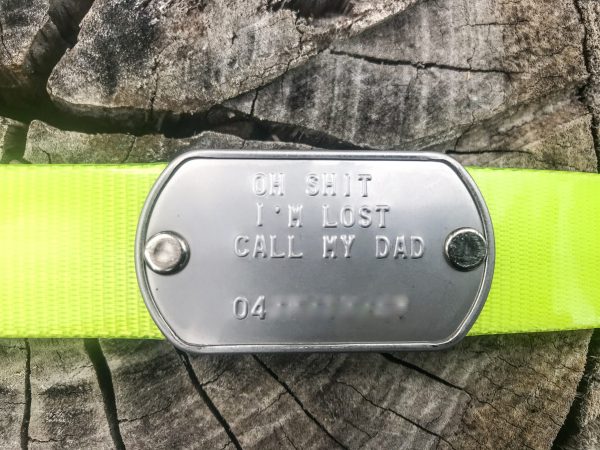 OH SHIT
I'M LOST
CALL MY DAD
04